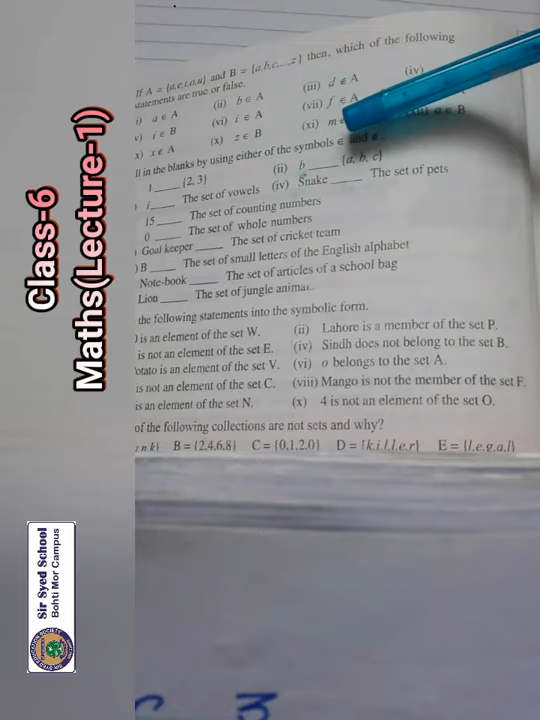 Class-6
Maths(Lecture-1)
Sir Syed School
Bohti Mor Campus
If A = {a,e,i,o,u} and B = {a,b,c,...,z} then, which of the following
statements are true or false.
i) a ∈ A (ii) b ∈ A (iii) d ∉ A (iv)
v) i ∈ B (vi) i ∈ A (vii) f ∈ A
x) x ∉ A (x) z ∈ B (xi) m a ∈ B
ll in the blanks by using either of the symbols ∈ and ∉.
1 ____ {2, 3} (ii) b ____ {a, b, c}
i____ The set of vowels (iv) Snake ____ The set of pets
15 ____ The set of counting numbers
0 ____ The set of whole numbers
) Goal keeper ____ The set of cricket team
) B ____ The set of small letters of the English alphabet
Note-book ____ The set of articles of a school bag
Lion ____ The set of jungle
the following statements into the symbolic form.
) is an element of the set W. (ii) Lahore is a member of the set P.
is not an element of the set E. (iv) Sindh does not belong to the set B.
otato is an element of the set V. (vi) o belongs to the set A.
is not an element of the set C. (viii) Mango is not the member of the set F.
is an element of the set N. (x) 4 is not an element of the set O.
of the following collections are not sets and why?
n k} B = {2,4,6,8} C = {0,1,2,0} D = {k,i,l,l,e,r} E = {l,e,g,a,l}
3